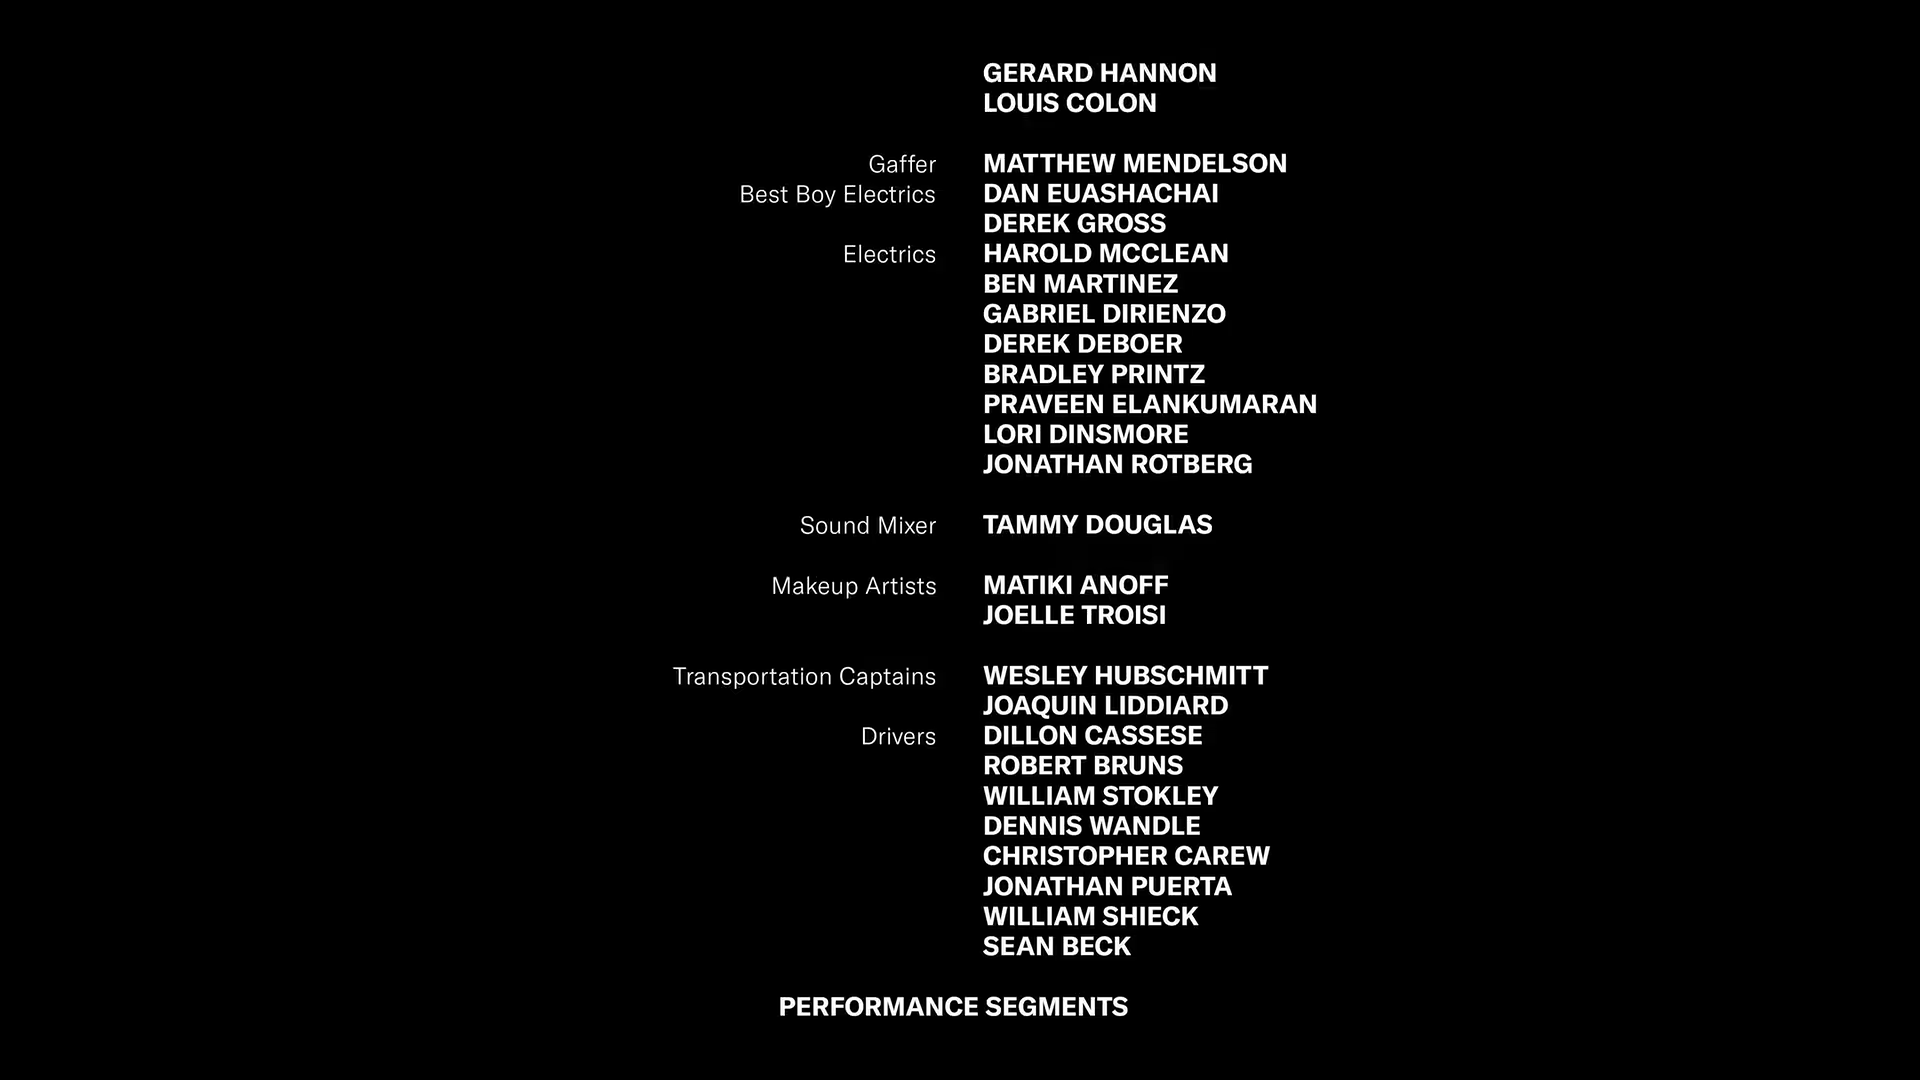 GERARD HANNON
LOUIS COLON
Gaffer MATTHEW MENDELSON
Best Boy Electrics DAN EUASHACHAI
DEREK GROSS
Electrics HAROLD MCCLEAN
BEN MARTINEZ
GABRIEL DIRIENZO
DEREK DEBOER
BRADLEY PRINTZ
PRAVEEN ELANKUMARAN
LORI DINSMORE
JONATHAN ROTBERG
Sound Mixer TAMMY DOUGLAS
Makeup Artists MATIKI ANOFF
JOELLE TROISI
Transportation Captains WESLEY HUBSCHMITT
JOAQUIN LIDDIARD
Drivers DILLON CASSESE
ROBERT BRUNS
WILLIAM STOKLEY
DENNIS WANDLE
CHRISTOPHER CAREW
JONATHAN PUERTA
WILLIAM SHIECK
SEAN BECK
PERFORMANCE SEGMENTS